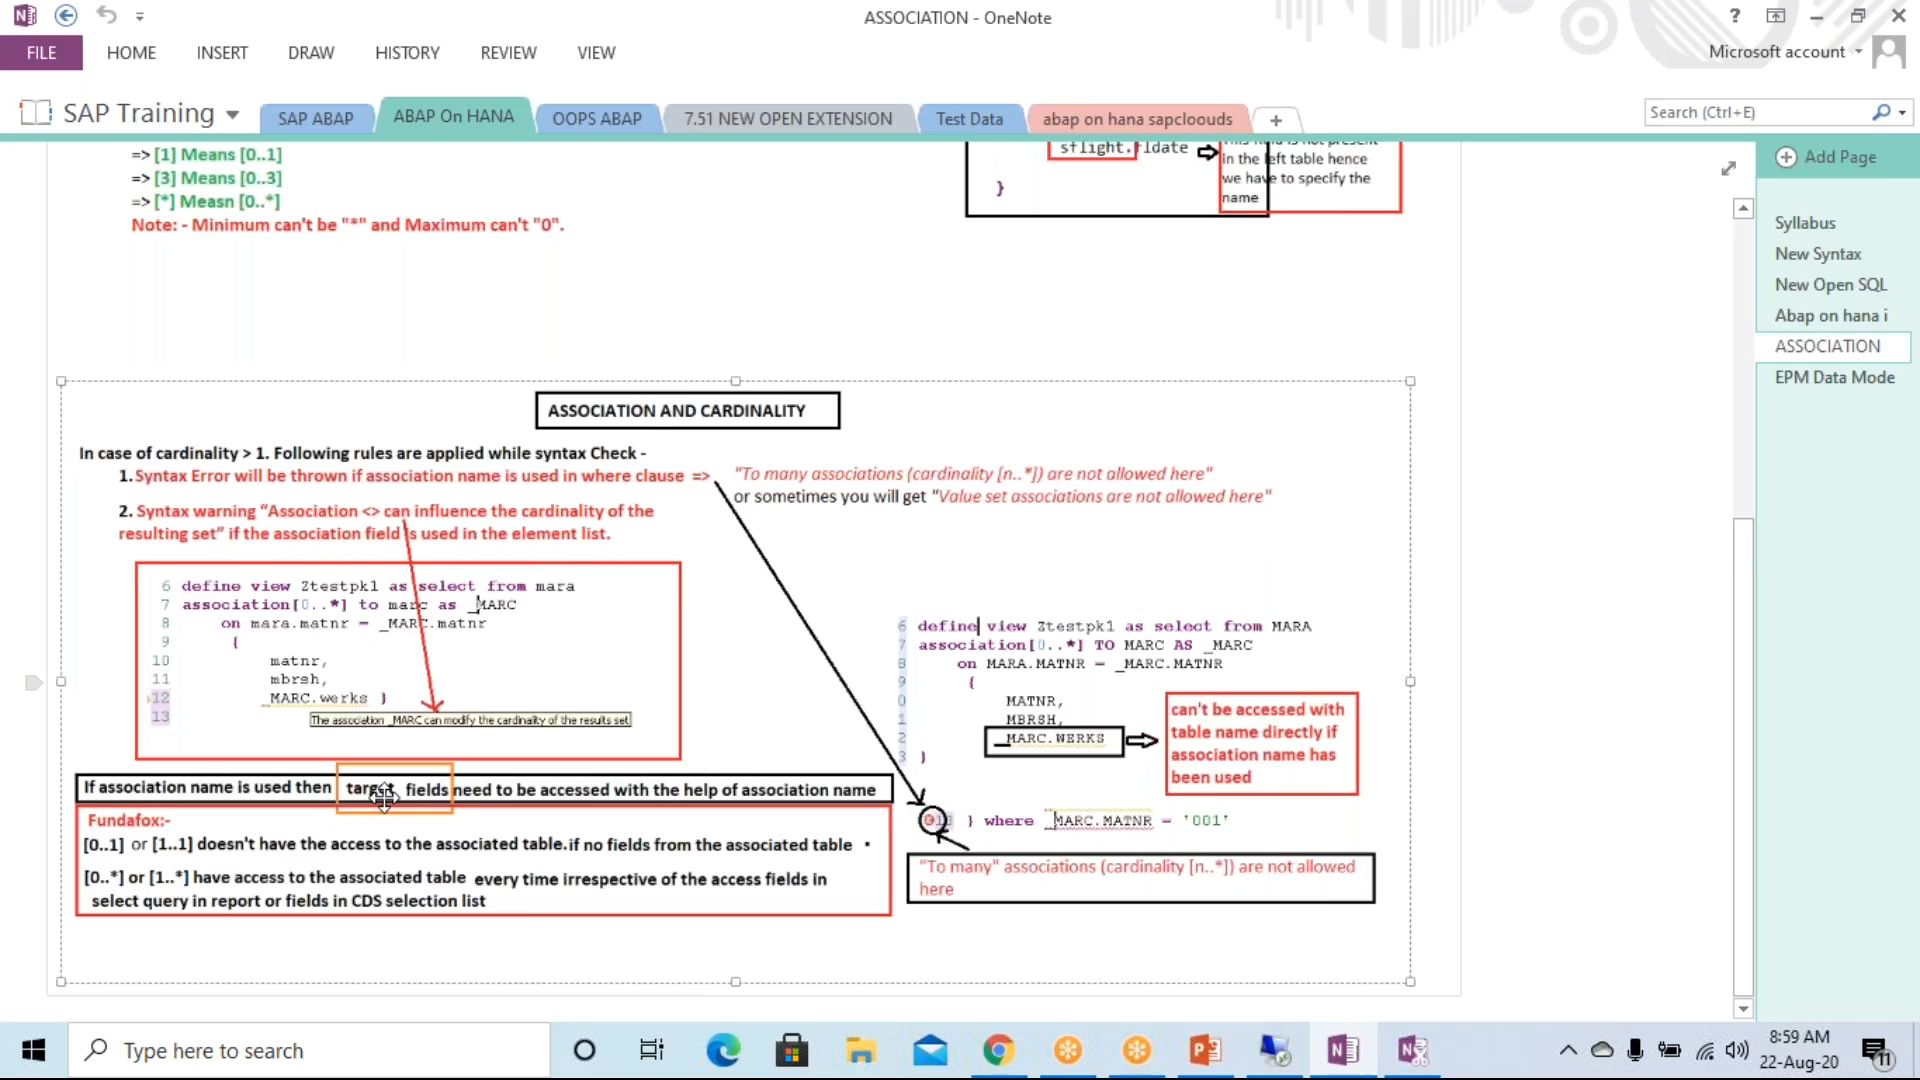 ASSOCIATION - OneNote
FILE HOME INSERT DRAW HISTORY REVIEW VIEW
Microsoft account
SAP Training
SAP ABAP
ABAP On HANA
OOPS ABAP
7.51 NEW OPEN EXTENSION
Test Data
abap on hana sapcloouds
Search (Ctrl+E)
Add Page
Syllabus
New Syntax
New Open SQL
Abap on hana i
ASSOCIATION
EPM Data Mode
=> [1] Means [0..1]
=> [3] Means [0..3]
=> [*] Measn [0..*]
Note: - Minimum can't be "*" and Maximum can't "0".
sflight.fldate
}
in the left table hence
we have to specify the
name
ASSOCIATION AND CARDINALITY
In case of cardinality > 1. Following rules are applied while syntax Check -
1. Syntax Error will be thrown if association name is used in where clause =>
"To many associations (cardinality [n..*]) are not allowed here"
or sometimes you will get "Value set associations are not allowed here"
2. Syntax warning “Association <> can influence the cardinality of the
resulting set” if the association field is used in the element list.
6 define view Ztestpk1 as select from mara
7 association[0..*] to marc as _MARC
8 on mara.matnr = _MARC.matnr
9 {
10 matnr,
11 mbrsh,
12 _MARC.werks }
13
The association _MARC can modify the cardinality of the results set
6 define view Ztestpk1 as select from MARA
7 association[0..*] TO MARC AS _MARC
8 on MARA.MATNR = _MARC.MATNR
9 {
0 MATNR,
1 MBRSH,
2 _MARC.WERKS
3 }
can't be accessed with
table name directly if
association name has
been used
} where _MARC.MATNR = '001'
"To many" associations (cardinality [n..*]) are not allowed
here
If association name is used then target fields need to be accessed with the help of association name
Fundafox:-
[0..1] or [1..1] doesn't have the access to the associated table.if no fields from the associated table .
[0..*] or [1..*] have access to the associated table every time irrespective of the access fields in
select query in report or fields in CDS selection list
Type here to search
8:59 AM
22-Aug-20
11